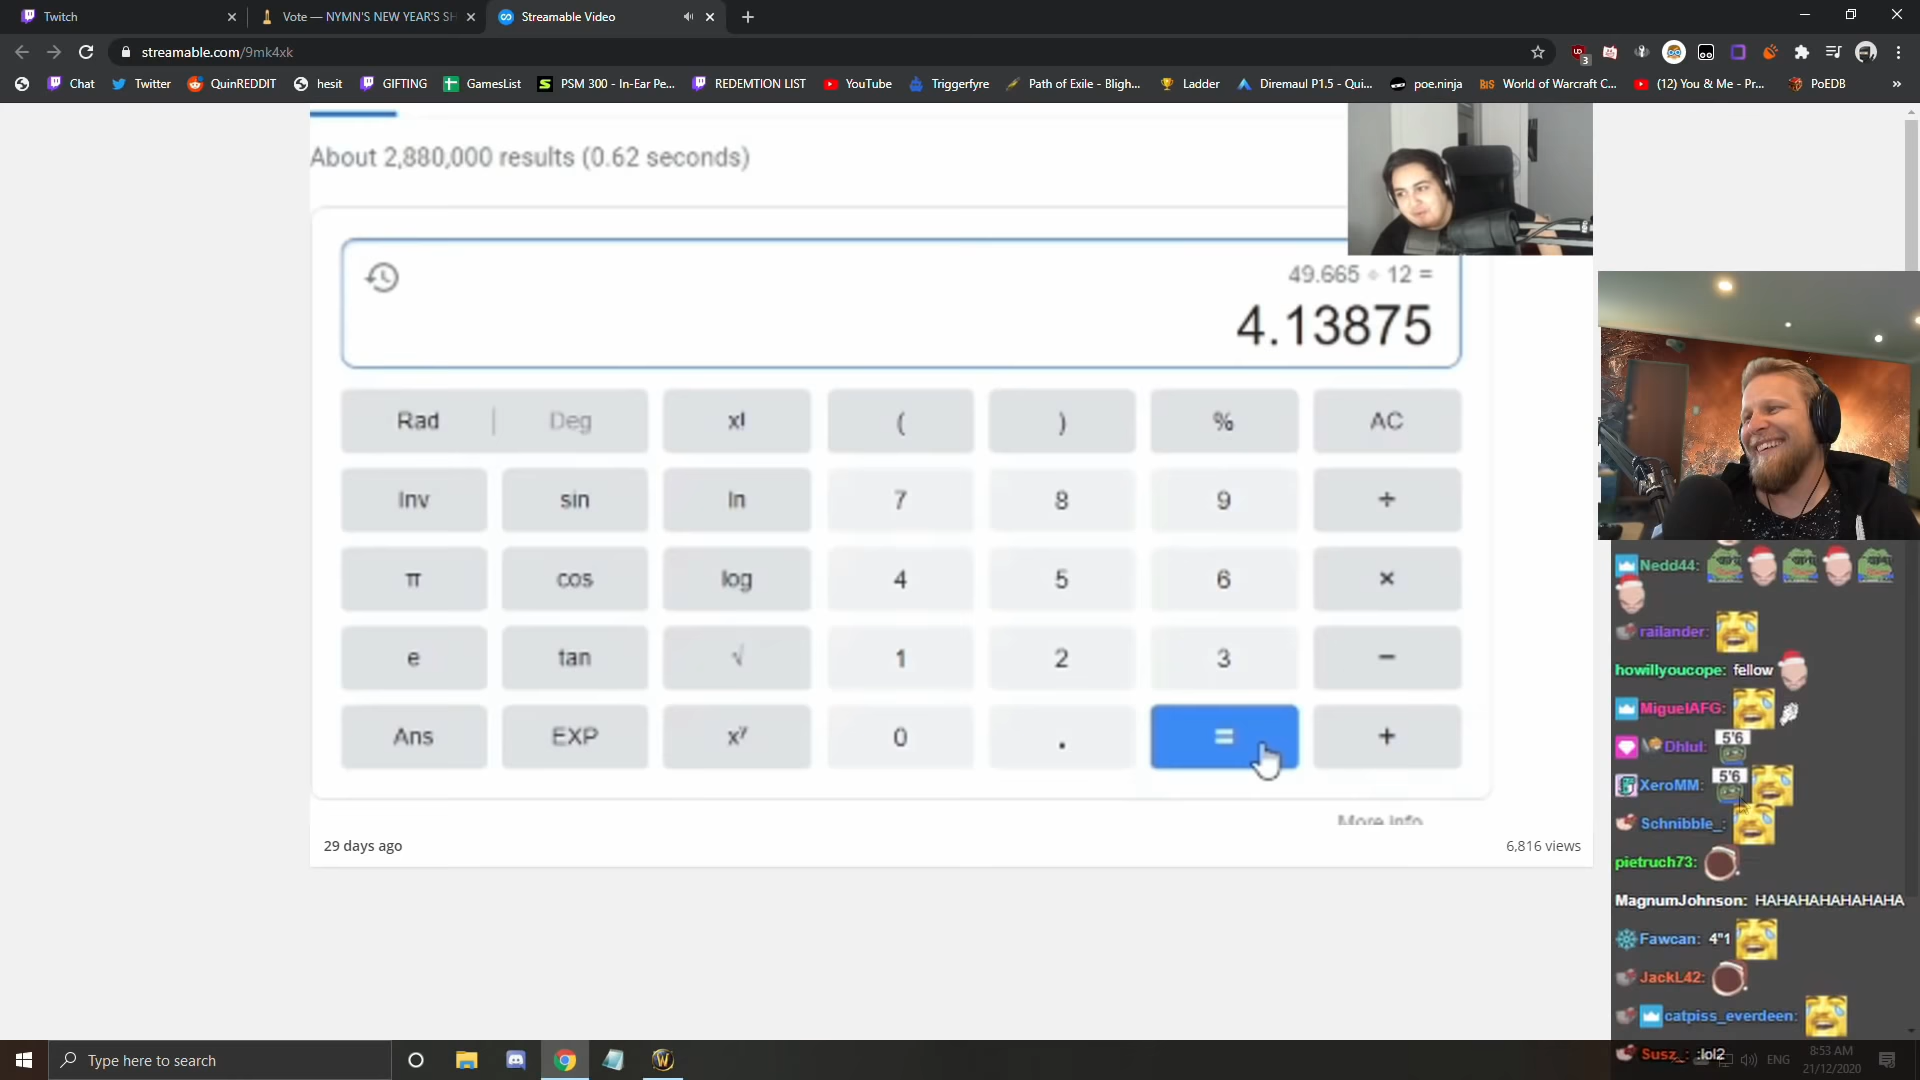 Twitch
Vote — NYMN'S NEW YEAR'S SH
Streamable Video
streamable.com/9mk4xk
3
Chat
Twitter
QuinREDDIT
hesit
GIFTING
GamesList
PSM 300 - In-Ear Pe...
REDEMTION LIST
YouTube
Triggerfyre
Path of Exile - Bligh...
Ladder
Diremaul P1.5 - Qui...
poe.ninja
BIS
World of Warcraft C...
(12) You & Me - Pr...
PoEDB
About 2,880,000 results (0.62 seconds)
49.665 ÷ 12 =
4.13875
Rad | Deg x! ( ) % AC
Inv sin ln 7 8 9 ÷
π cos log 4 5 6 ×
e tan √ 1 2 3 −
Ans EXP xʸ 0 . = +
More info
29 days ago
6,816 views
Nedd44:
railander:
howillyoucope: fellow
MiguelAFG:
Dhlul: 5'6
XeroMM: 5'6
Schnibble_:
pietruch73:
MagnumJohnson: HAHAHAHAHAHAHA
Fawcan: 4"1
JackL42:
catpiss_everdeen:
Susz_: :lol2
Type here to search
ENG
8:53 AM
21/12/2020